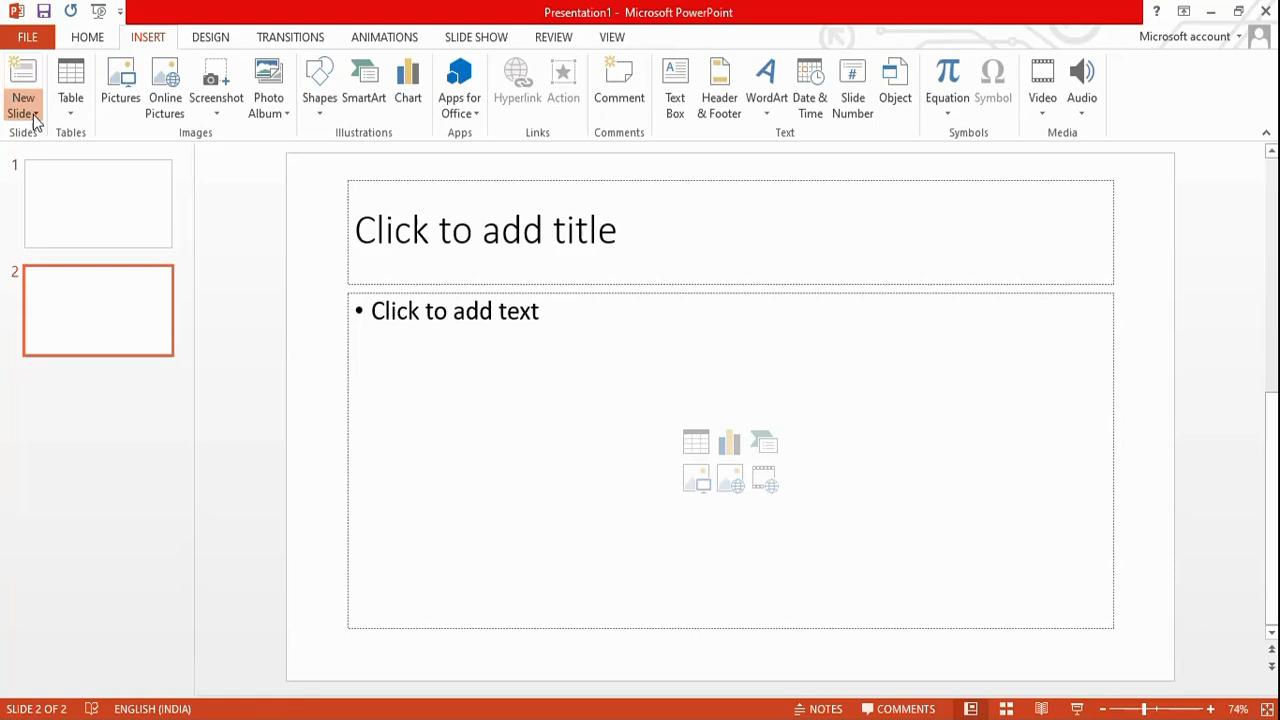 Presentation1 - Microsoft PowerPoint
?
FILE HOME INSERT DESIGN TRANSITIONS ANIMATIONS SLIDE SHOW REVIEW VIEW Microsoft account
New Slide Table Pictures Online Pictures Screenshot Photo Album Shapes SmartArt Chart Apps for Office Hyperlink Action Comment Text Box Header & Footer WordArt Date & Time Slide Number Object Equation Symbol Video Audio
Slides Tables Images Illustrations Apps Links Comments Text Symbols Media
1
2
Click to add title
• Click to add text
SLIDE 2 OF 2 ENGLISH (INDIA) NOTES COMMENTS 74%